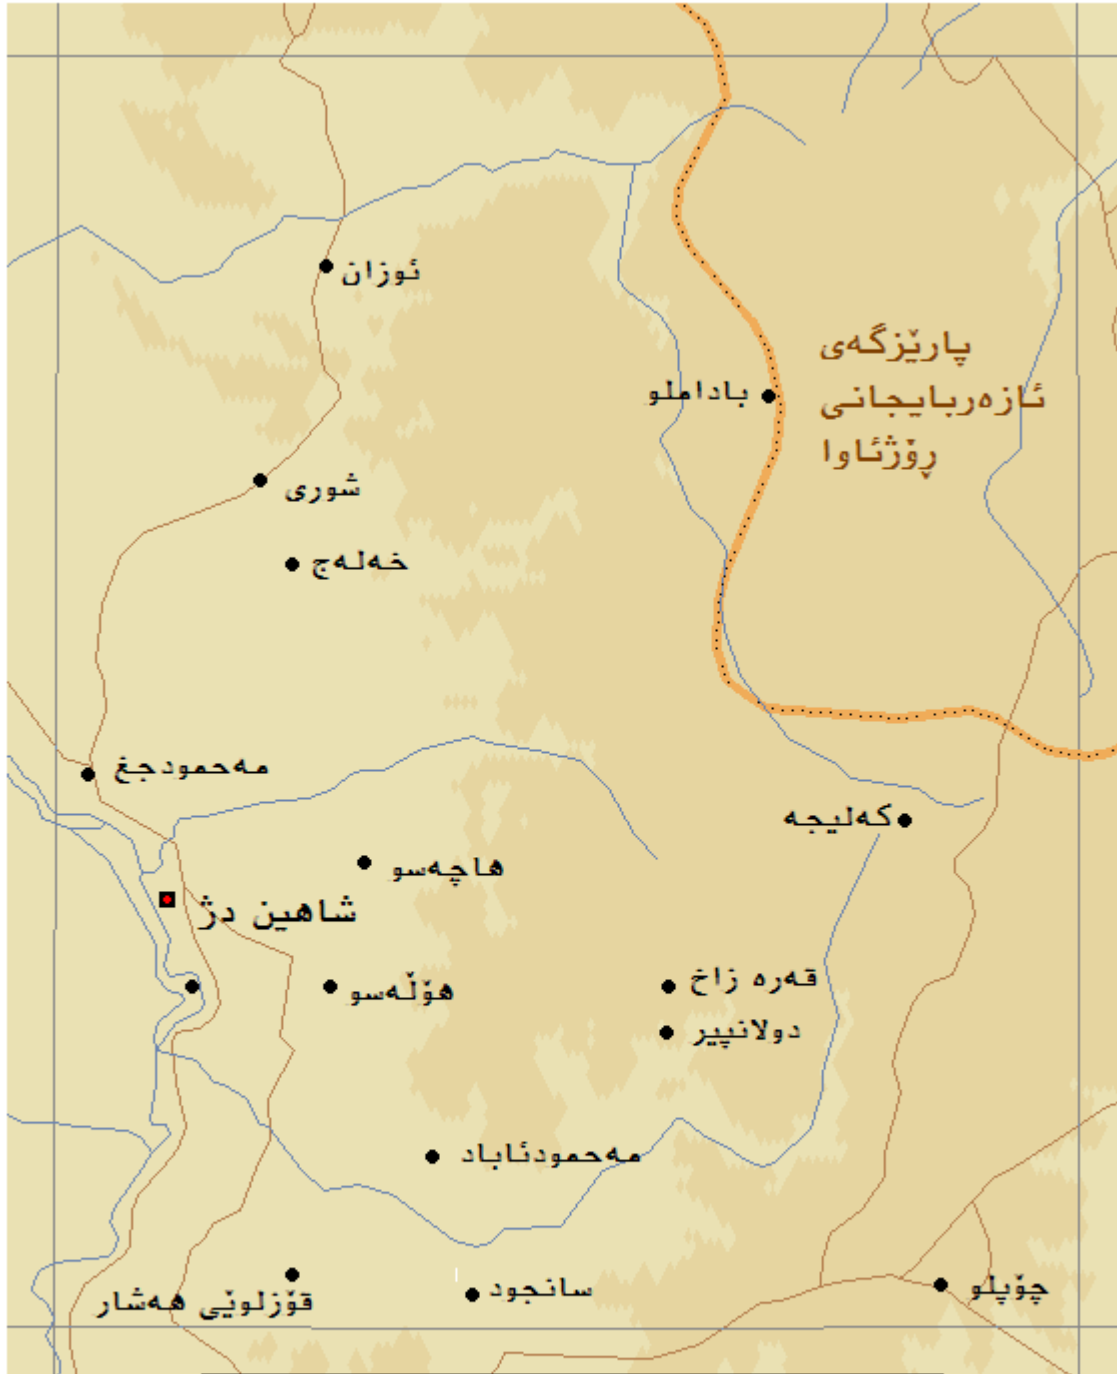 ئوزان
پارێزگەی
ئازەربایجانی
ڕۆژئاوا
باداملو
شوری
خەلەج
مەحمودجغ
کەلیجە
هاچەسو
شاهین دژ
قەرە زاخ
هۆڵەسو
دولانپیر
مەحمودئاباد
چۆپلو
سانجود
قۆزلوێی هەشار